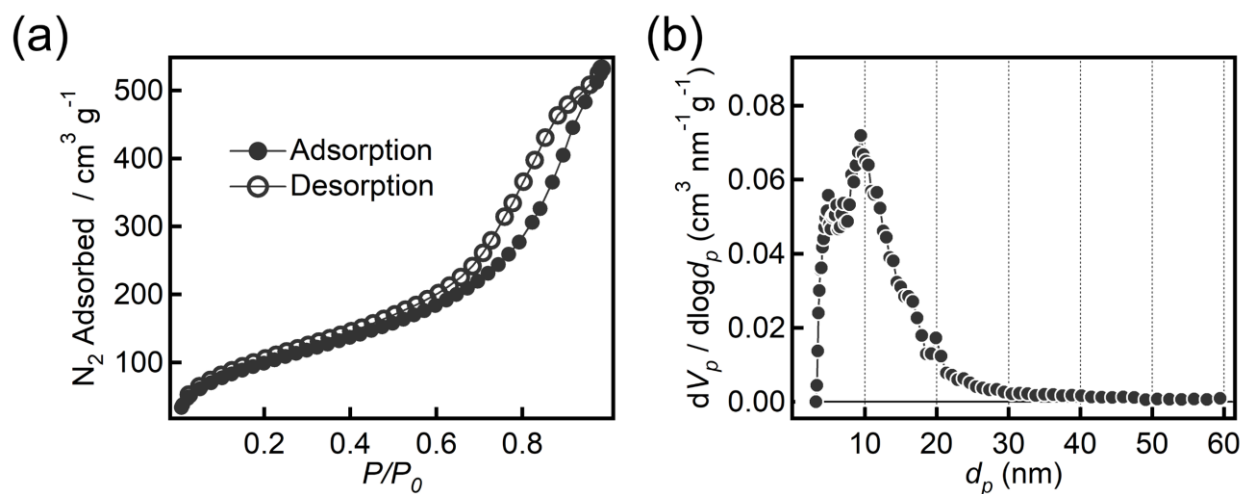 (a)
N₂ Adsorbed / cm³ g⁻¹
500
400
300
200
100
Adsorption
Desorption
0.2
0.4
0.6
0.8
P/P₀
(b)
dVₚ / dlogdₚ (cm³ nm⁻¹g⁻¹)
0.08
0.06
0.04
0.02
0.00
10
20
30
40
50
60
dₚ (nm)